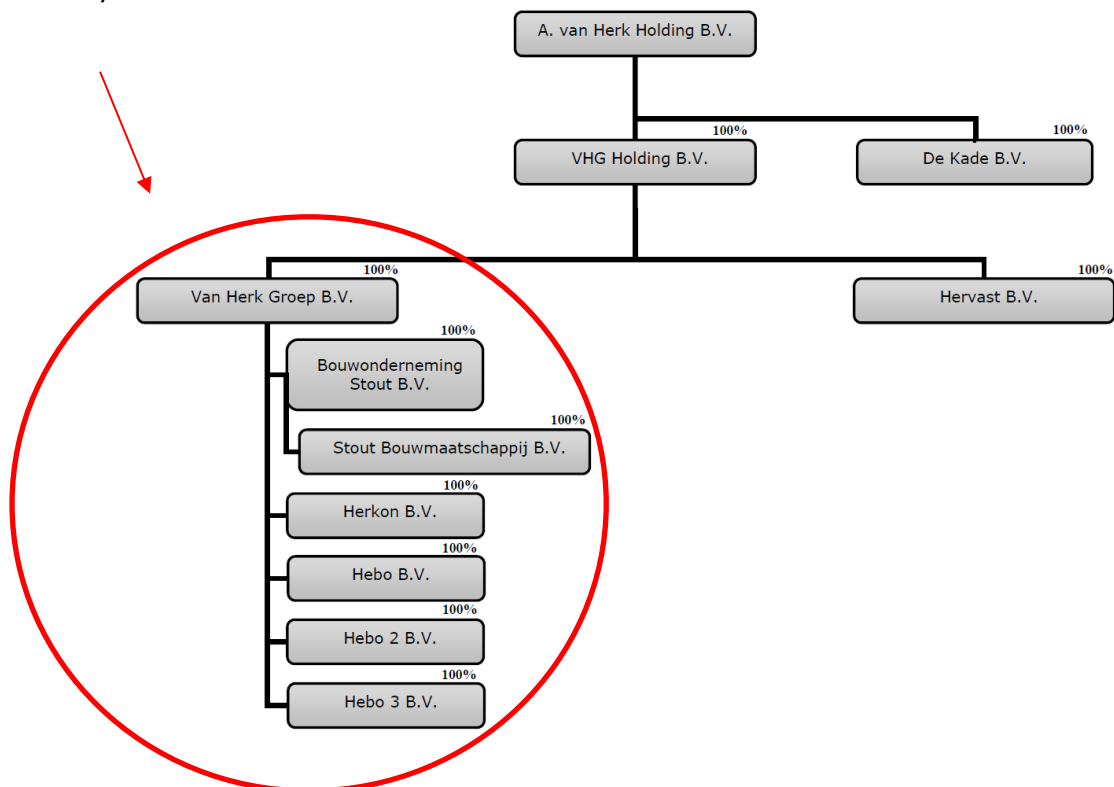 A. van Herk Holding B.V.
100%
100%
VHG Holding B.V.
De Kade B.V.
100%
100%
Van Herk Groep B.V.
Hervast B.V.
100%
Bouwonderneming
Stout B.V.
100%
Stout Bouwmaatschappij B.V.
100%
Herkon B.V.
100%
Hebo B.V.
100%
Hebo 2 B.V.
100%
Hebo 3 B.V.